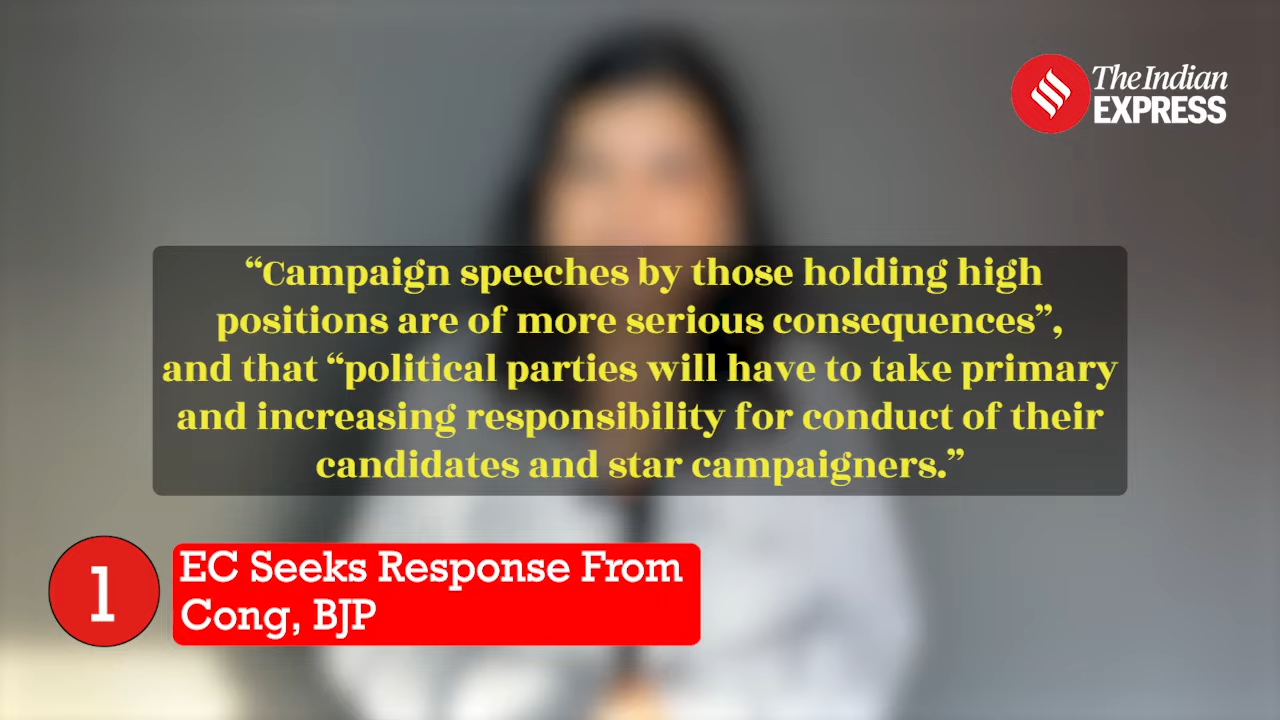 The Indian
EXPRESS
“Campaign speeches by those holding high
positions are of more serious consequences”,
and that “political parties will have to take primary
and increasing responsibility for conduct of their
candidates and star campaigners.”
1
EC Seeks Response From
Cong, BJP